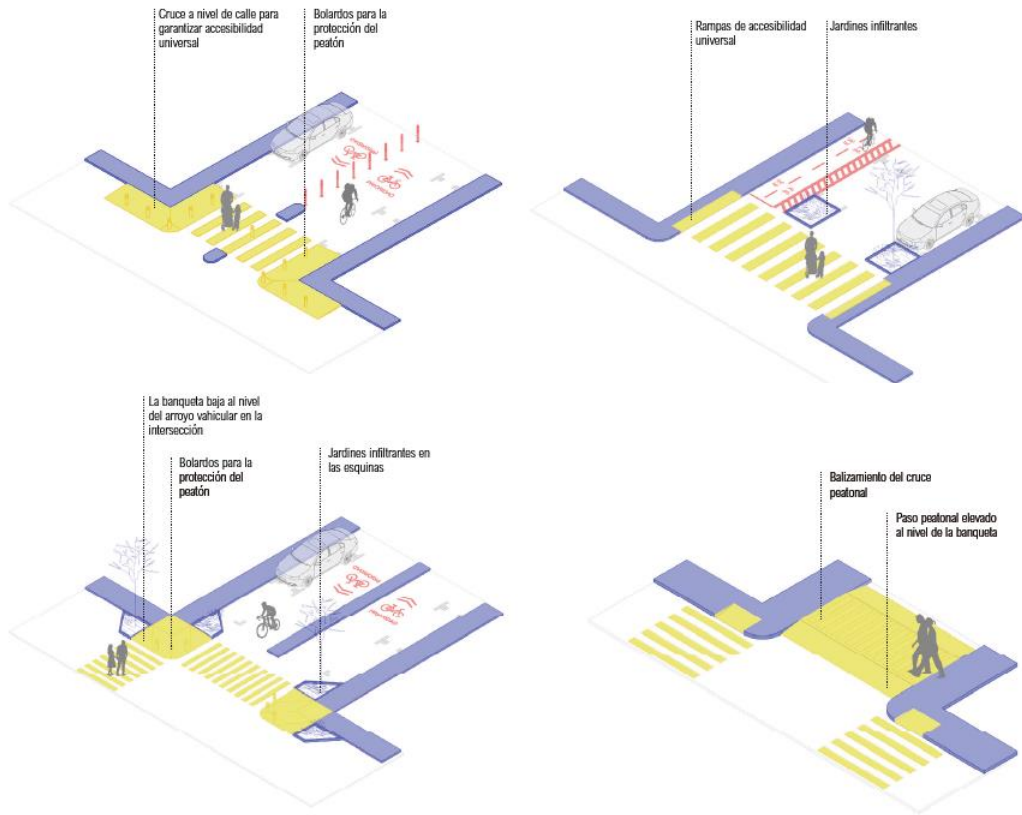 Cruce a nivel de calle para
garantizar accesibilidad
universal
Bolardos para la
protección del
peatón
Rampas de accesibilidad
universal
Jardines infiltrantes
La banqueta baja al nivel
del arroyo vehicular en la
intersección
Bolardos para la
protección del
peatón
Jardines infiltrantes en
las esquinas
Balizamiento del cruce
peatonal
Paso peatonal elevado
al nivel de la banqueta